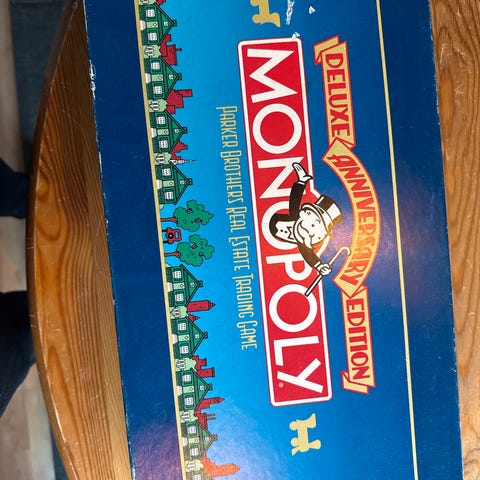 DELUXE ANNIVERSARY EDITION
MONOPOLY®
PARKER BROTHERS REAL ESTATE TRADING GAME